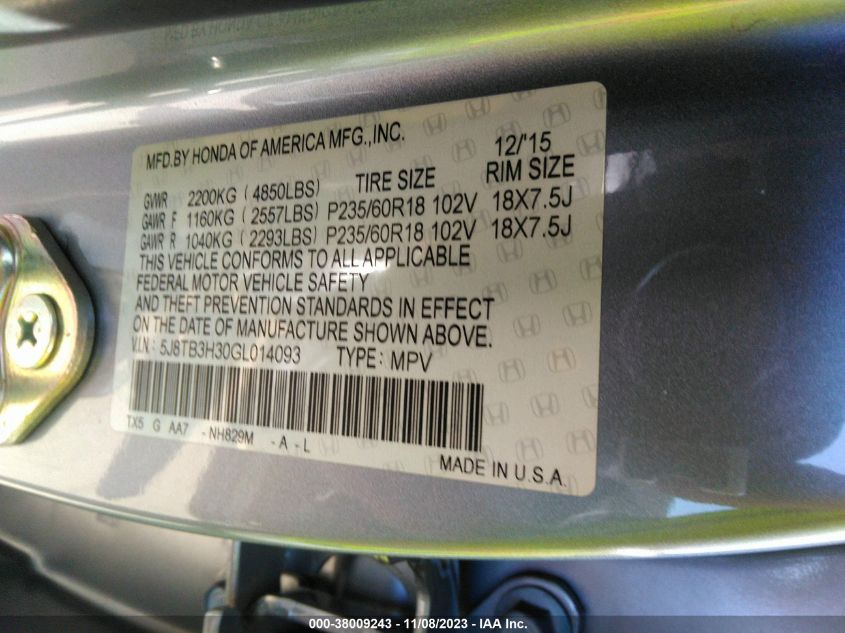 MFD.BY HONDA OF AMERICA MFG.,INC. 12/'15
GVWR 2200KG ( 4850LBS) TIRE SIZE RIM SIZE
GAWR F 1160KG ( 2557LBS) P235/60R18 102V 18X7.5J
GAWR R 1040KG ( 2293LBS) P235/60R18 102V 18X7.5J
THIS VEHICLE CONFORMS TO ALL APPLICABLE
FEDERAL MOTOR VEHICLE SAFETY
AND THEFT PREVENTION STANDARDS IN EFFECT
ON THE DATE OF MANUFACTURE SHOWN ABOVE.
V.I.N : 5J8TB3H30GL014093 TYPE: MPV
TX5 G AA7 - NH829M - A - L
MADE IN U.S.A.
000-38009243 - 11/08/2023 - IAA Inc.